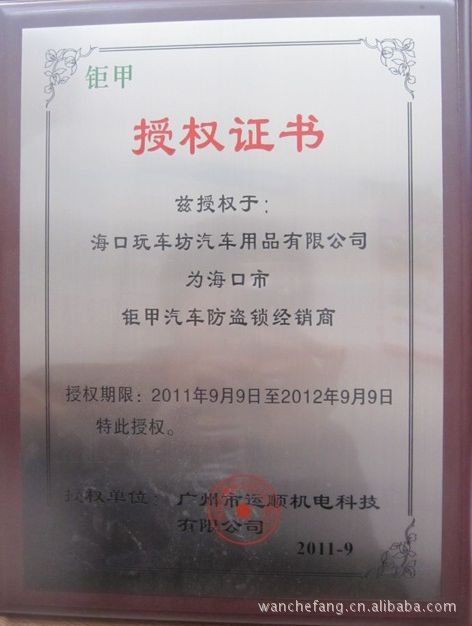 钜甲
授权证书
兹授权于：
海口玩车坊汽车用品有限公司
为海口市
钜甲汽车防盗锁经销商
授权期限：2011年9月9日至2012年9月9日
特此授权。
授权单位：广州市运顺机电科技
有限公司
2011-9
wanchefang.cn.alibaba.com